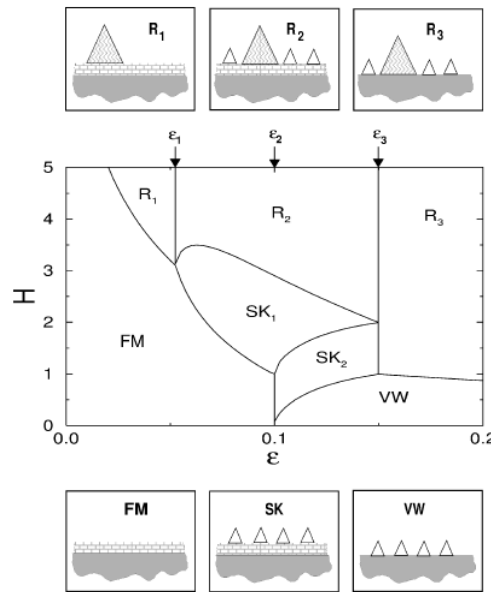 R₁ R₂ R₃
ε₁ ε₂ ε₃
5
R₁ R₂ R₃
4
H
3
SK₁
FM
2
SK₂
1
VW
0
0.0 0.1 0.2
ε
FM SK VW